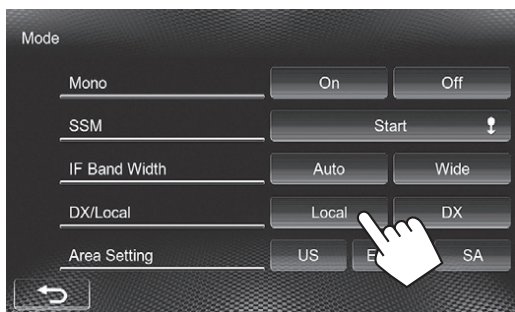 Mode
Mono On Off
SSM Start
IF Band Width Auto Wide
DX/Local Local DX
Area Setting US SA